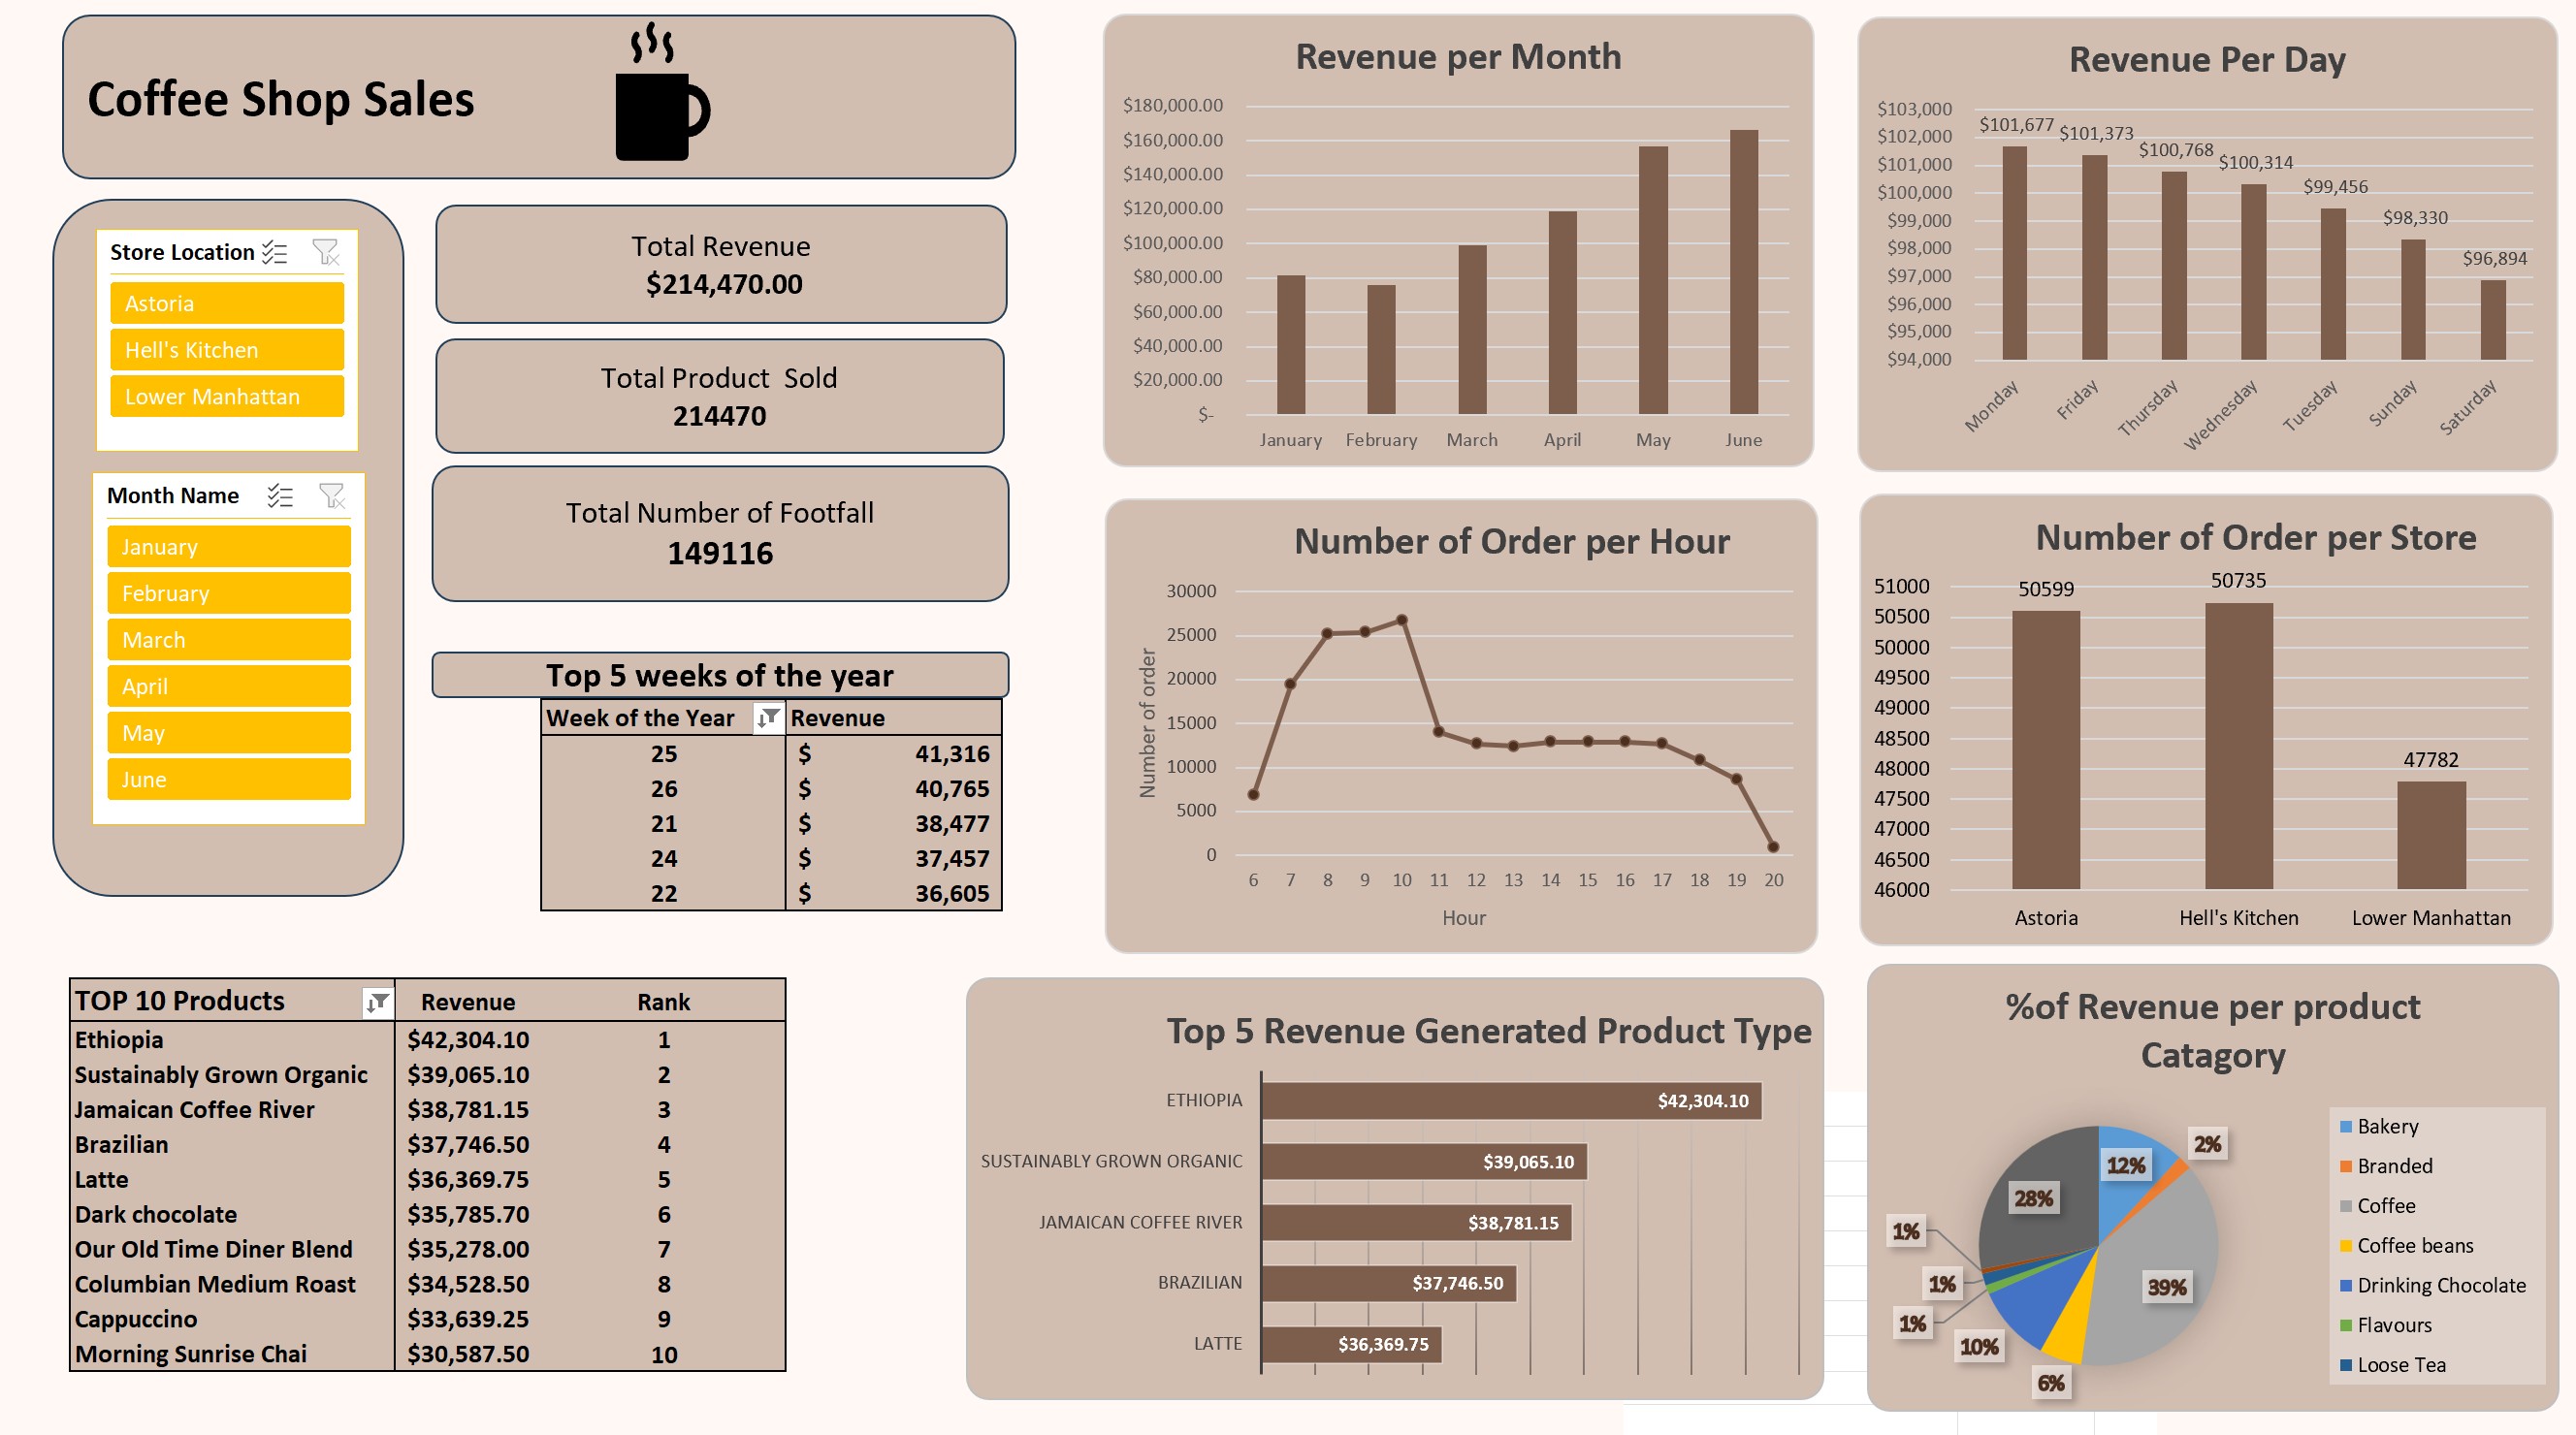 Coffee Shop Sales
Store Location
Astoria
Hell's Kitchen
Lower Manhattan
Month Name
January
February
March
April
May
June
Total Revenue
$214,470.00
Total Product  Sold
214470
Total Number of Footfall
149116
Top 5 weeks of the year
Week of the Year Revenue
25 $ 41,316
26 $ 40,765
21 $ 38,477
24 $ 37,457
22 $ 36,605
TOP 10 Products Revenue Rank
Ethiopia $42,304.10 1
Sustainably Grown Organic $39,065.10 2
Jamaican Coffee River $38,781.15 3
Brazilian $37,746.50 4
Latte $36,369.75 5
Dark chocolate $35,785.70 6
Our Old Time Diner Blend $35,278.00 7
Columbian Medium Roast $34,528.50 8
Cappuccino $33,639.25 9
Morning Sunrise Chai $30,587.50 10
Revenue per Month
$180,000.00
$160,000.00
$140,000.00
$120,000.00
$100,000.00
$80,000.00
$60,000.00
$40,000.00
$20,000.00
$-
January February March April May June
Revenue Per Day
$103,000
$102,000
$101,000
$100,000
$99,000
$98,000
$97,000
$96,000
$95,000
$94,000
$101,677 $101,373 $100,768 $100,314 $99,456 $98,330 $96,894
Monday Friday Thursday Wednesday Tuesday Sunday Saturday
Number of Order per Hour
Number of order
30000
25000
20000
15000
10000
5000
0
6 7 8 9 10 11 12 13 14 15 16 17 18 19 20
Hour
Number of Order per Store
51000
50500
50000
49500
49000
48500
48000
47500
47000
46500
46000
50599 50735 47782
Astoria Hell's Kitchen Lower Manhattan
Top 5 Revenue Generated Product Type
ETHIOPIA $42,304.10
SUSTAINABLY GROWN ORGANIC $39,065.10
JAMAICAN COFFEE RIVER $38,781.15
BRAZILIAN $37,746.50
LATTE $36,369.75
%of Revenue per product
Catagory
12%
2%
39%
6%
10%
1%
1%
1%
28%
Bakery
Branded
Coffee
Coffee beans
Drinking Chocolate
Flavours
Loose Tea